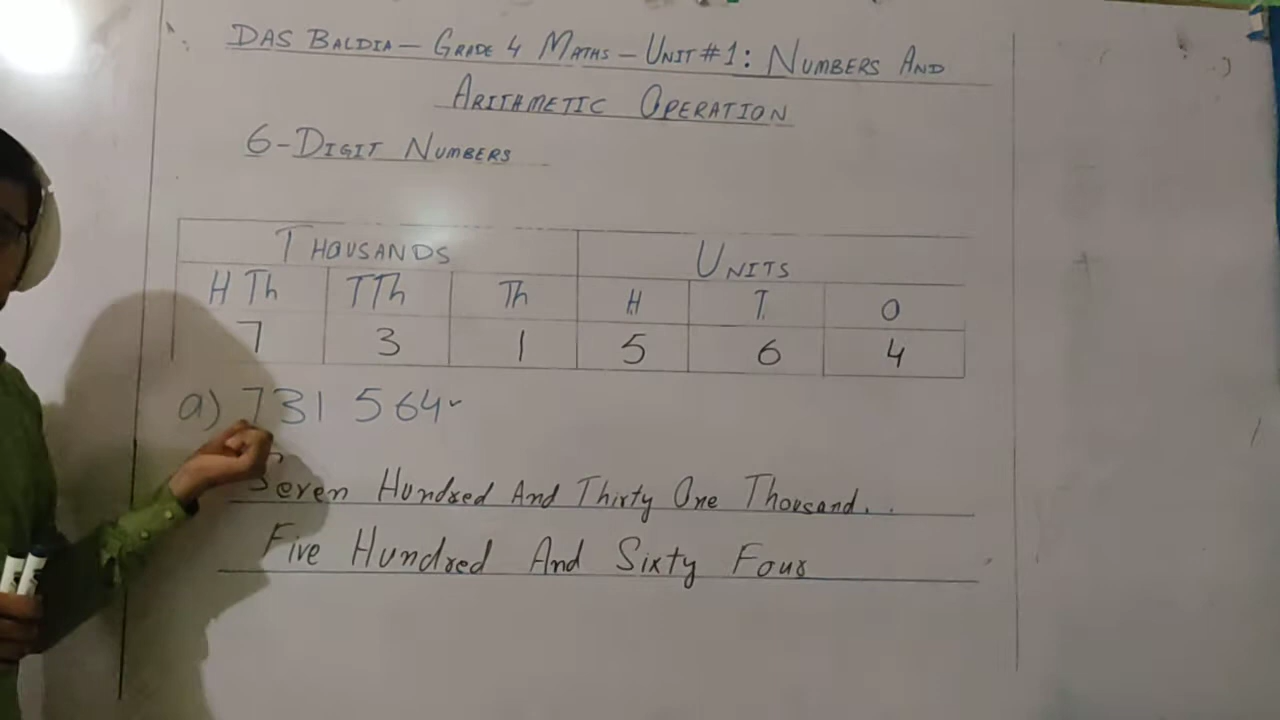 DAS BALDIA – GRADE 4 MATHS – UNIT #1: NUMBERS AND
ARITHMETIC OPERATION
6-DIGIT NUMBERS
THOUSANDS UNITS
H Th TTh Th H T. O
7 3 1 5 6 4
a) 731 564
Seven Hundred And Thirty One Thousand..
Five Hundred And Sixty Four